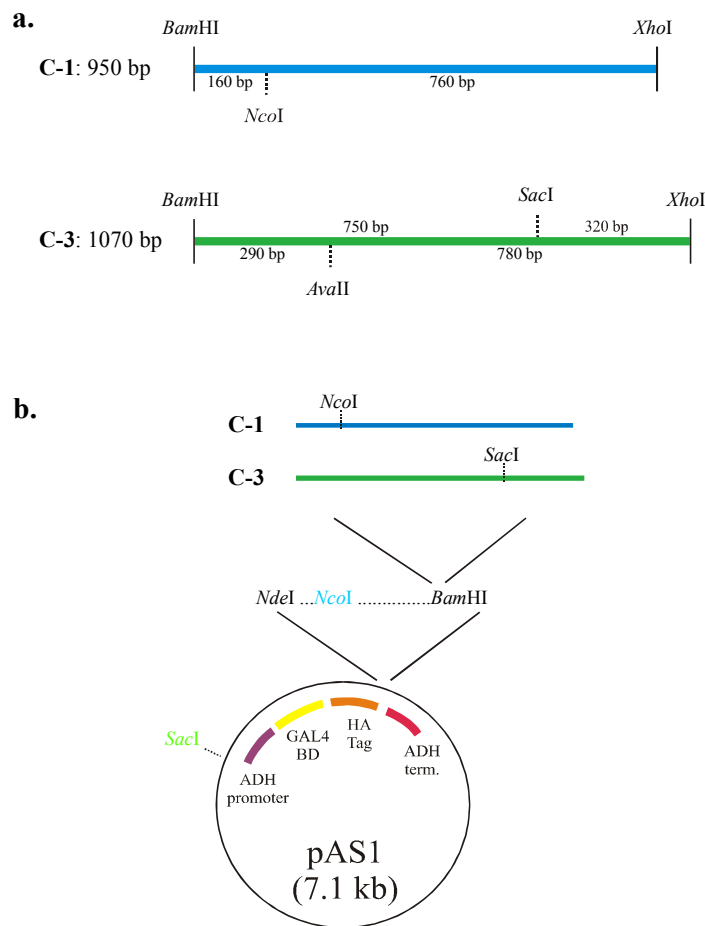 a.
BamHI XhoI
C-1: 950 bp
160 bp 760 bp
NcoI
SacI
BamHI XhoI
750 bp 320 bp
C-3: 1070 bp
290 bp 780 bp
AvaII
b.
NcoI
C-1
SacI
C-3
NdeI ...NcoI ...............BamHI
SacI
GAL4
BD
HA
Tag
ADH
term.
ADH
promoter
pAS1
(7.1 kb)